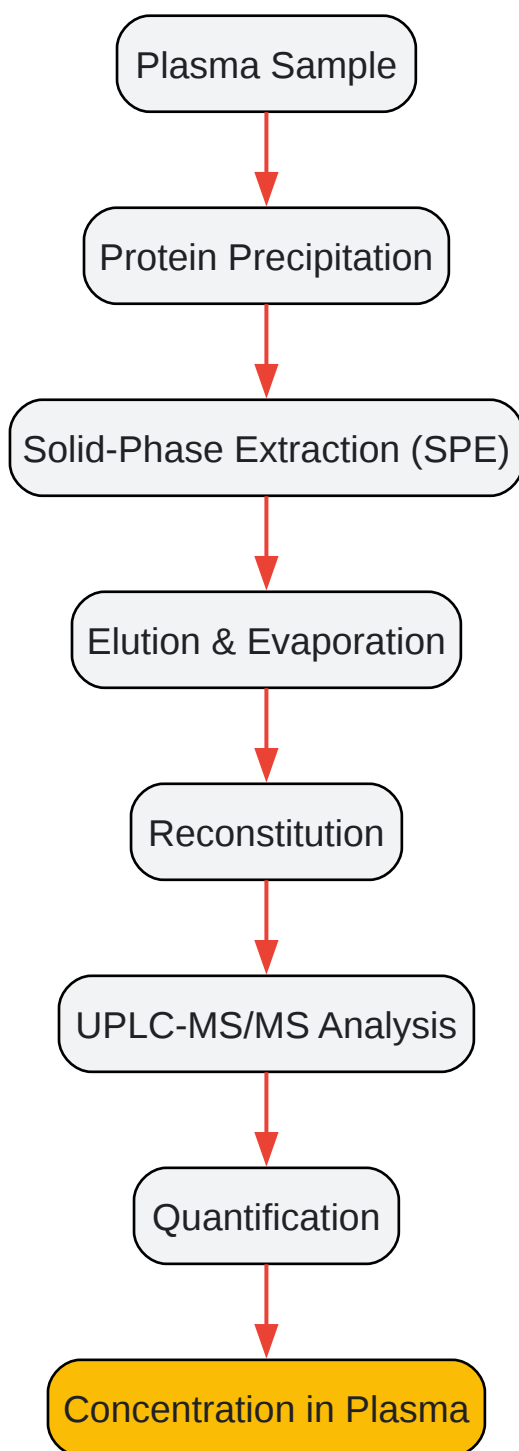 Plasma Sample
Protein Precipitation
Solid-Phase Extraction (SPE)
Elution & Evaporation
Reconstitution
UPLC-MS/MS Analysis
Quantification
Concentration in Plasma